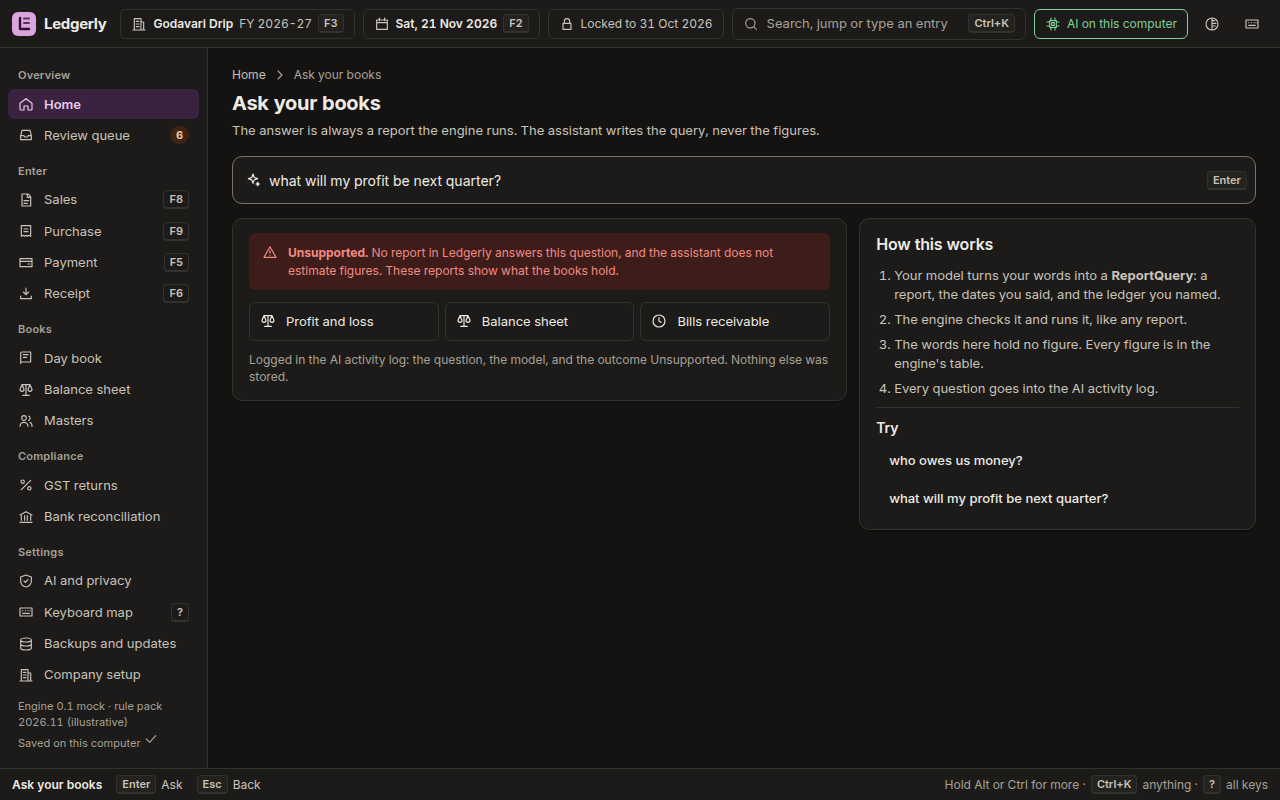 Ledgerly
Godavari Drip FY 2026-27 F3
Sat, 21 Nov 2026 F2
Locked to 31 Oct 2026
Search, jump or type an entry Ctrl+K
AI on this computer
Overview
Home
Review queue 6
Enter
Sales F8
Purchase F9
Payment F5
Receipt F6
Books
Day book
Balance sheet
Masters
Compliance
GST returns
Bank reconciliation
Settings
AI and privacy
Keyboard map ?
Backups and updates
Company setup
Engine 0.1 mock · rule pack
2026.11 (illustrative)
Saved on this computer
Home > Ask your books
Ask your books
The answer is always a report the engine runs. The assistant writes the query, never the figures.
what will my profit be next quarter? Enter
Unsupported. No report in Ledgerly answers this question, and the assistant does not
estimate figures. These reports show what the books hold.
Profit and loss
Balance sheet
Bills receivable
Logged in the AI activity log: the question, the model, and the outcome Unsupported. Nothing else was
stored.
How this works
1. Your model turns your words into a ReportQuery: a
report, the dates you said, and the ledger you named.
2. The engine checks it and runs it, like any report.
3. The words here hold no figure. Every figure is in the
engine's table.
4. Every question goes into the AI activity log.
Try
who owes us money?
what will my profit be next quarter?
Ask your books Enter Ask Esc Back
Hold Alt or Ctrl for more · Ctrl+K anything · ? all keys